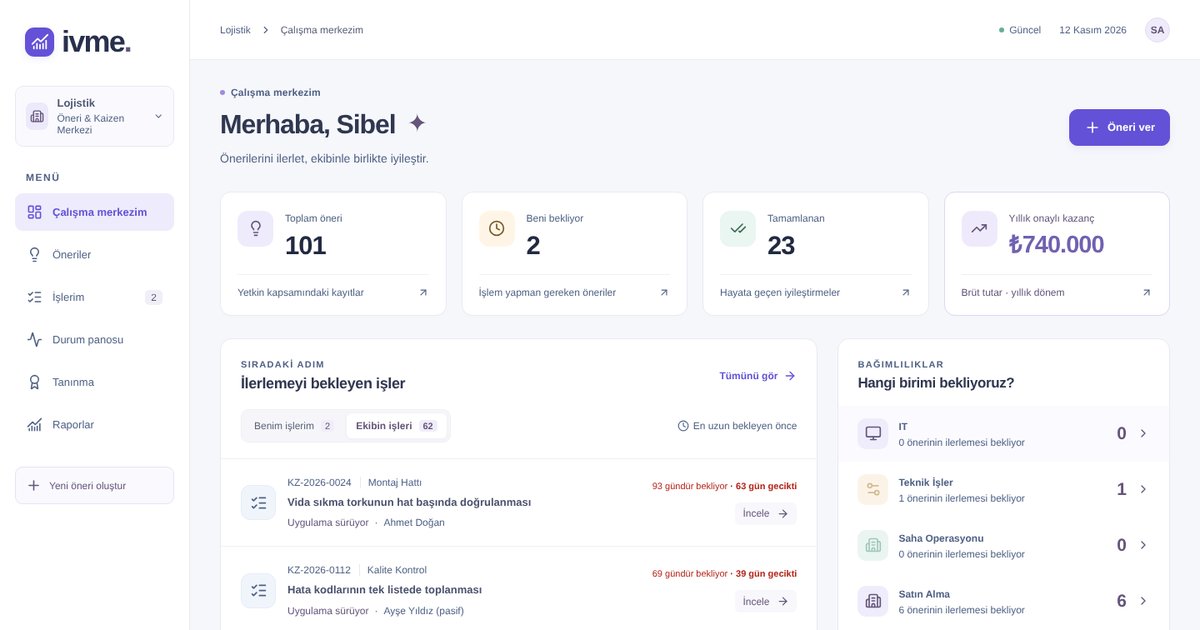 ivme.
Lojistik
Öneri & Kaizen
Merkezi
MENÜ
Çalışma merkezim
Öneriler
İşlerim 2
Durum panosu
Tanınma
Raporlar
Yeni öneri oluştur
Lojistik > Çalışma merkezim
Güncel 12 Kasım 2026 SA
Çalışma merkezim
Merhaba, Sibel
Önerilerini ilerlet, ekibinle birlikte iyileştir.
Öneri ver
Toplam öneri
101
Yetkin kapsamındaki kayıtlar
Beni bekliyor
2
İşlem yapman gereken öneriler
Tamamlanan
23
Hayata geçen iyileştirmeler
Yıllık onaylı kazanç
₺740.000
Brüt tutar · yıllık dönem
SIRADAKİ ADIM
İlerlemeyi bekleyen işler
Tümünü gör
Benim işlerim 2 Ekibin işleri 62
En uzun bekleyen önce
KZ-2026-0024 Montaj Hattı
Vida sıkma torkunun hat başında doğrulanması
Uygulama sürüyor · Ahmet Doğan
93 gündür bekliyor · 63 gün gecikti
İncele
KZ-2026-0112 Kalite Kontrol
Hata kodlarının tek listede toplanması
Uygulama sürüyor · Ayşe Yıldız (pasif)
69 gündür bekliyor · 39 gün gecikti
İncele
BAĞIMLILIKLAR
Hangi birimi bekliyoruz?
IT
0 önerinin ilerlemesi bekliyor
0
Teknik İşler
1 önerinin ilerlemesi bekliyor
1
Saha Operasyonu
0 önerinin ilerlemesi bekliyor
0
Satın Alma
6 önerinin ilerlemesi bekliyor
6